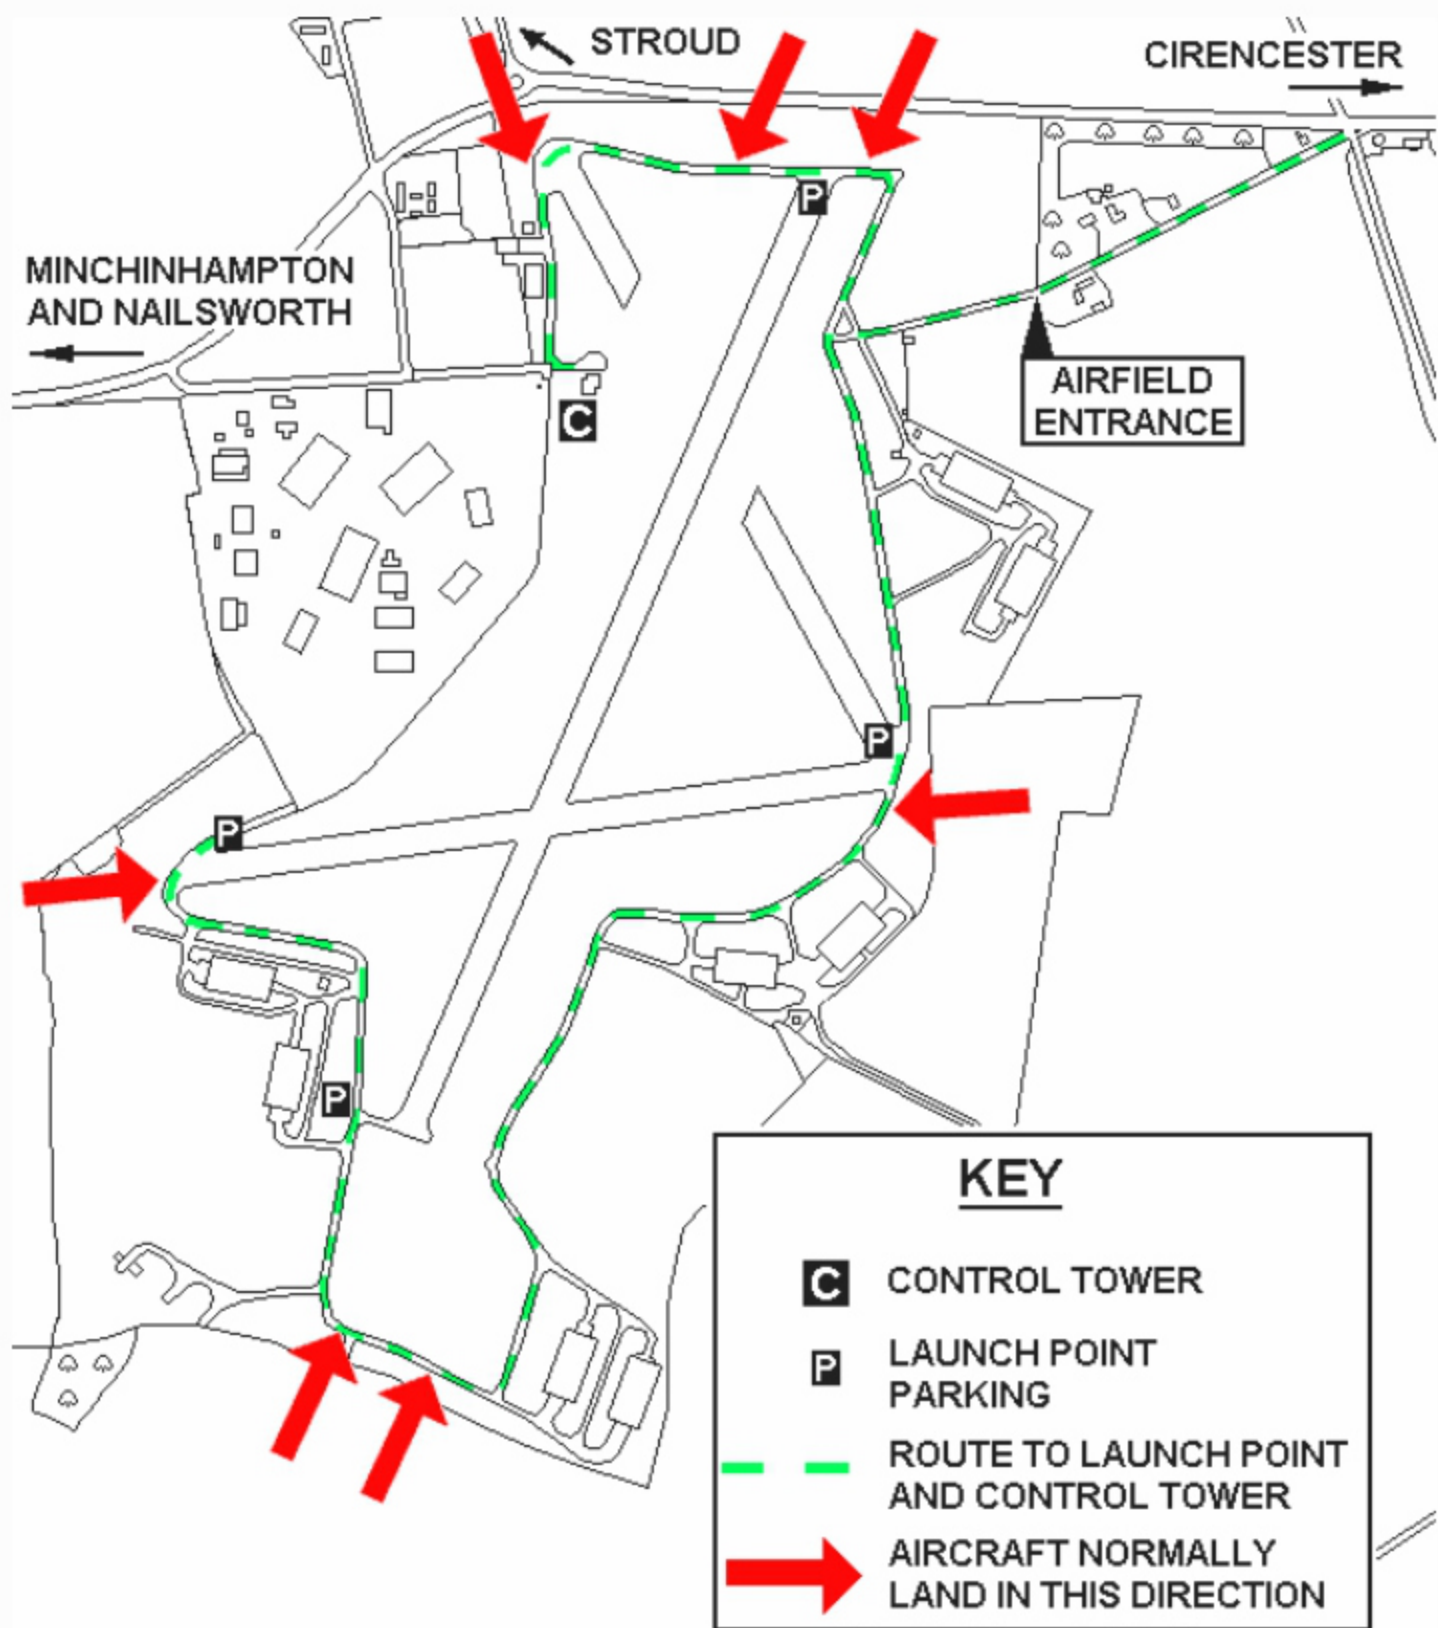 STROUD
CIRENCESTER
P
MINCHINHAMPTON
AND NAILSWORTH
AIRFIELD
ENTRANCE
C
P
P
P
KEY
C CONTROL TOWER
P LAUNCH POINT
PARKING
ROUTE TO LAUNCH POINT
AND CONTROL TOWER
AIRCRAFT NORMALLY
LAND IN THIS DIRECTION